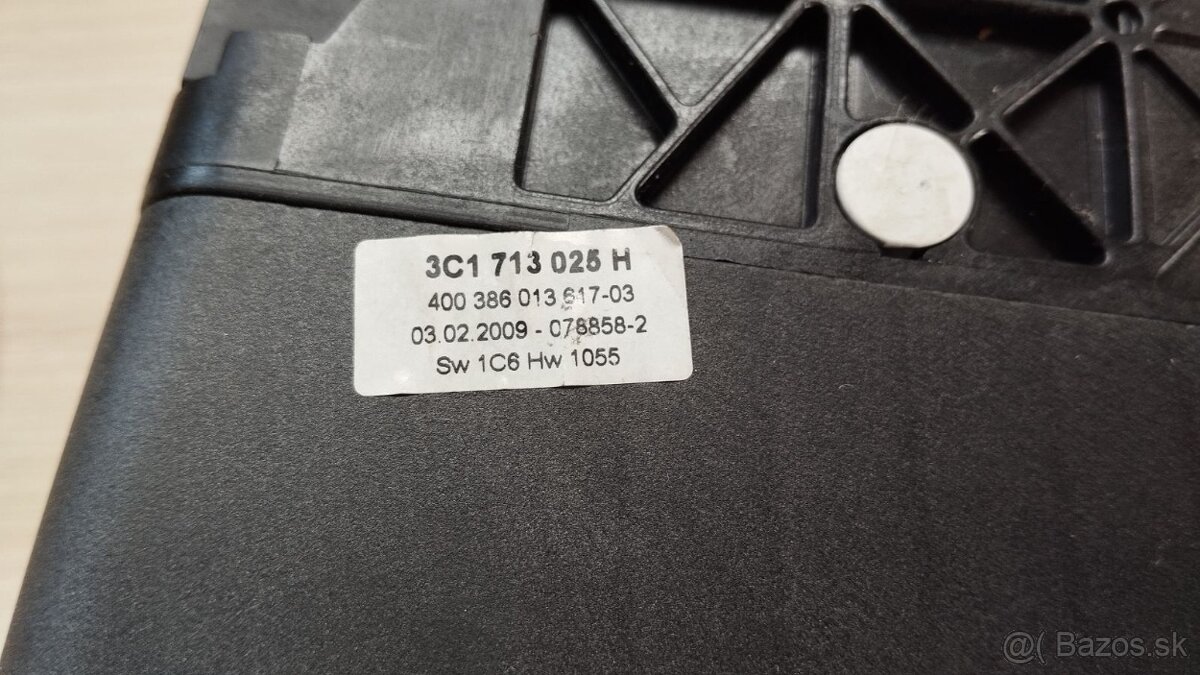 3C1 713 025 H
400 386 013 617-03
03.02.2009 - 078858-2
Sw 1C6 Hw 1055
@( Bazos.sk